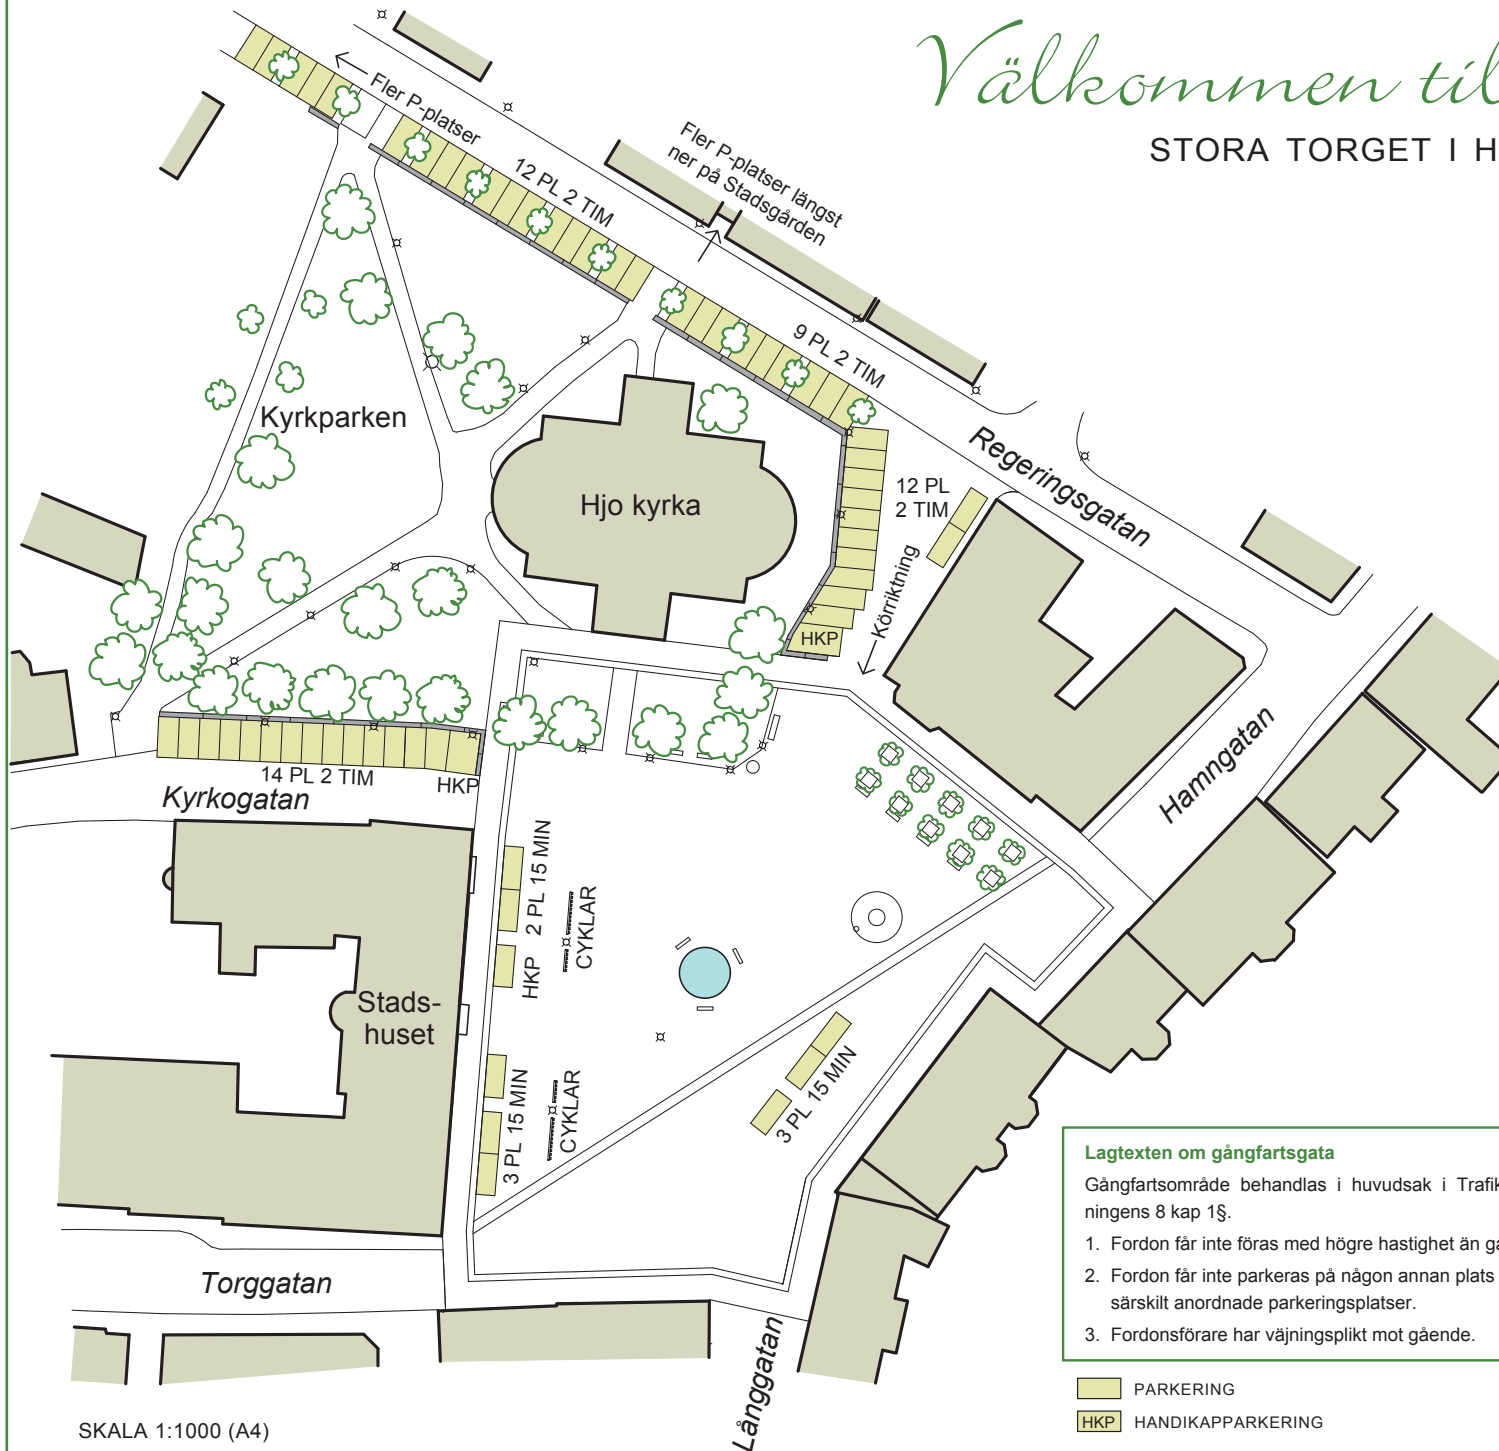 Välkommen til
STORA TORGET I H
Fler P-platser
12 PL 2 TIM
Fler P-platser längst
ner på Stadsgården
9 PL 2 TIM
Kyrkparken
Hjo kyrka
Regeringsgatan
12 PL
2 TIM
Körriktning
HKP
Hamngatan
14 PL 2 TIM
HKP
Kyrkogatan
2 PL 15 MIN
HKP
CYKLAR
Stads-
huset
3 PL 15 MIN
CYKLAR
3 PL 15 MIN
Torggatan
Långgatan
Lagtexten om gångfartsgata
Gångfartsområde behandlas i huvudsak i Trafik
ningens 8 kap 1§.
1. Fordon får inte föras med högre hastighet än gå
2. Fordon får inte parkeras på någon annan plats
särskilt anordnade parkeringsplatser.
3. Fordonsförare har väjningsplikt mot gående.
PARKERING
HKP HANDIKAPPARKERING
SKALA 1:1000 (A4)